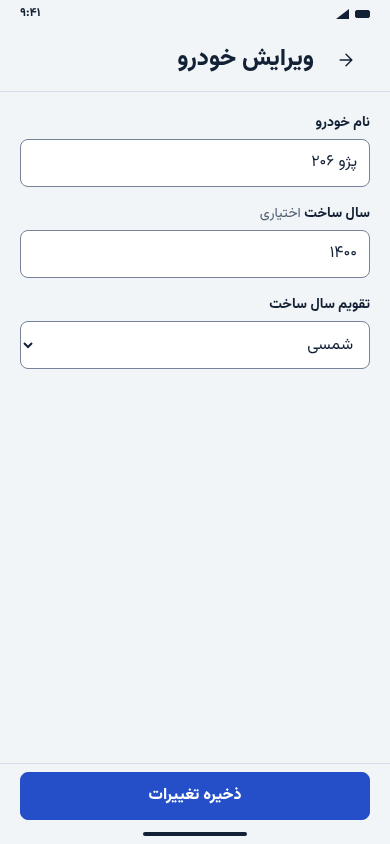 ۹:۴۱
ویرایش خودرو
نام خودرو
پژو ۲۰۶
سال ساخت اختیاری
۱۴۰۰
تقویم سال ساخت
شمسی
ذخیره تغییرات